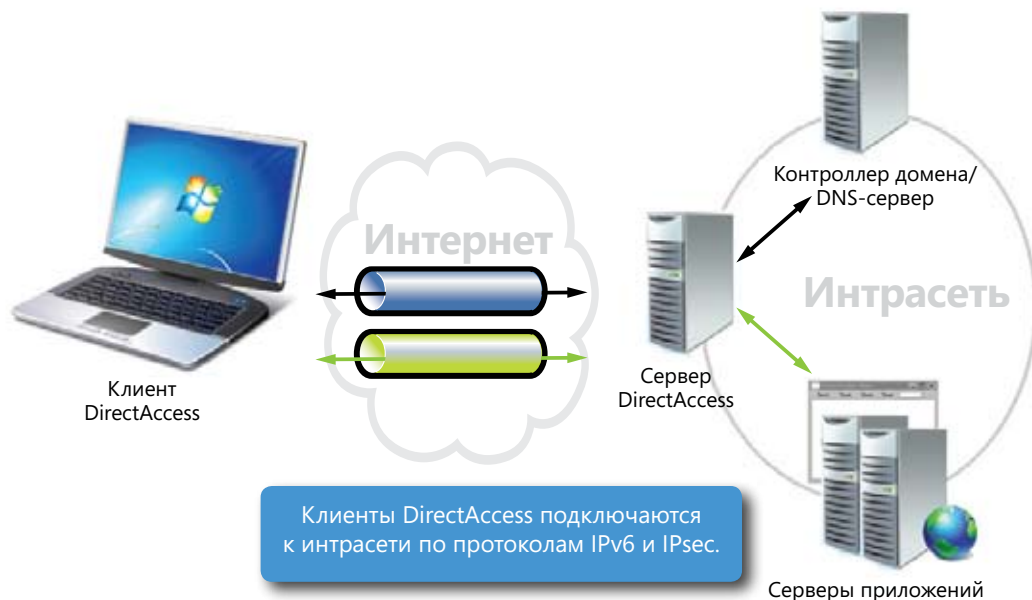 Контроллер домена/
DNS-сервер
Интернет
Интрасеть
Клиент
DirectAccess
Сервер
DirectAccess
Клиенты DirectAccess подключаются
к интрасети по протоколам IPv6 и IPsec.
Серверы приложений